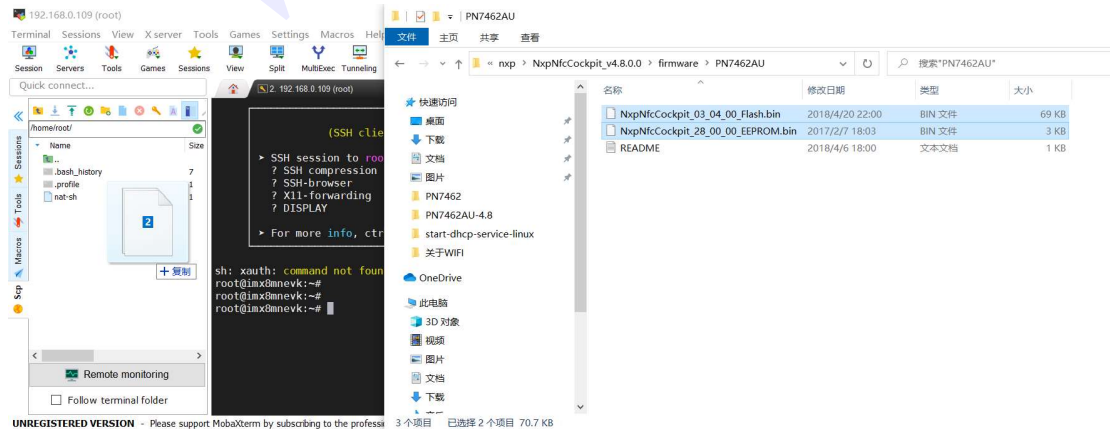 192.168.0.109 (root)
Terminal Sessions View X server Tools Games Settings Macros Help
Session Servers Tools Games Sessions View Split MultiExec Tunneling
Quick connect...
2. 192.168.0.109 (root)
/home/root/
Name Size
..
.bash_history 7
.profile 1
nat-sh 1
2
复制
Sessions
Tools
Macros
Scp
Remote monitoring
Follow terminal folder
(SSH clie
➤ SSH session to roo
? SSH compression
? SSH-browser
? X11-forwarding
? DISPLAY
➤ For more info, ctr
sh: xauth: command not foun
root@imx8mnevk:~#
root@imx8mnevk:~#
root@imx8mnevk:~#
UNREGISTERED VERSION - Please support MobaXterm by subscribing to the professi
PN7462AU
文件 主页 共享 查看
« nxp › NxpNfcCockpit_v4.8.0.0 › firmware › PN7462AU
搜索"PN7462AU"
快速访问
桌面
下载
文档
图片
PN7462
PN7462AU-4.8
start-dhcp-service-linux
关于WIFI
OneDrive
此电脑
3D 对象
视频
图片
文档
下载
名称 修改日期 类型 大小
NxpNfcCockpit_03_04_00_Flash.bin 2018/4/20 22:00 BIN 文件 69 KB
NxpNfcCockpit_28_00_00_EEPROM.bin 2017/2/7 18:03 BIN 文件 3 KB
README 2018/4/6 18:00 文本文档 1 KB
3 个项目 已选择 2 个项目 70.7 KB